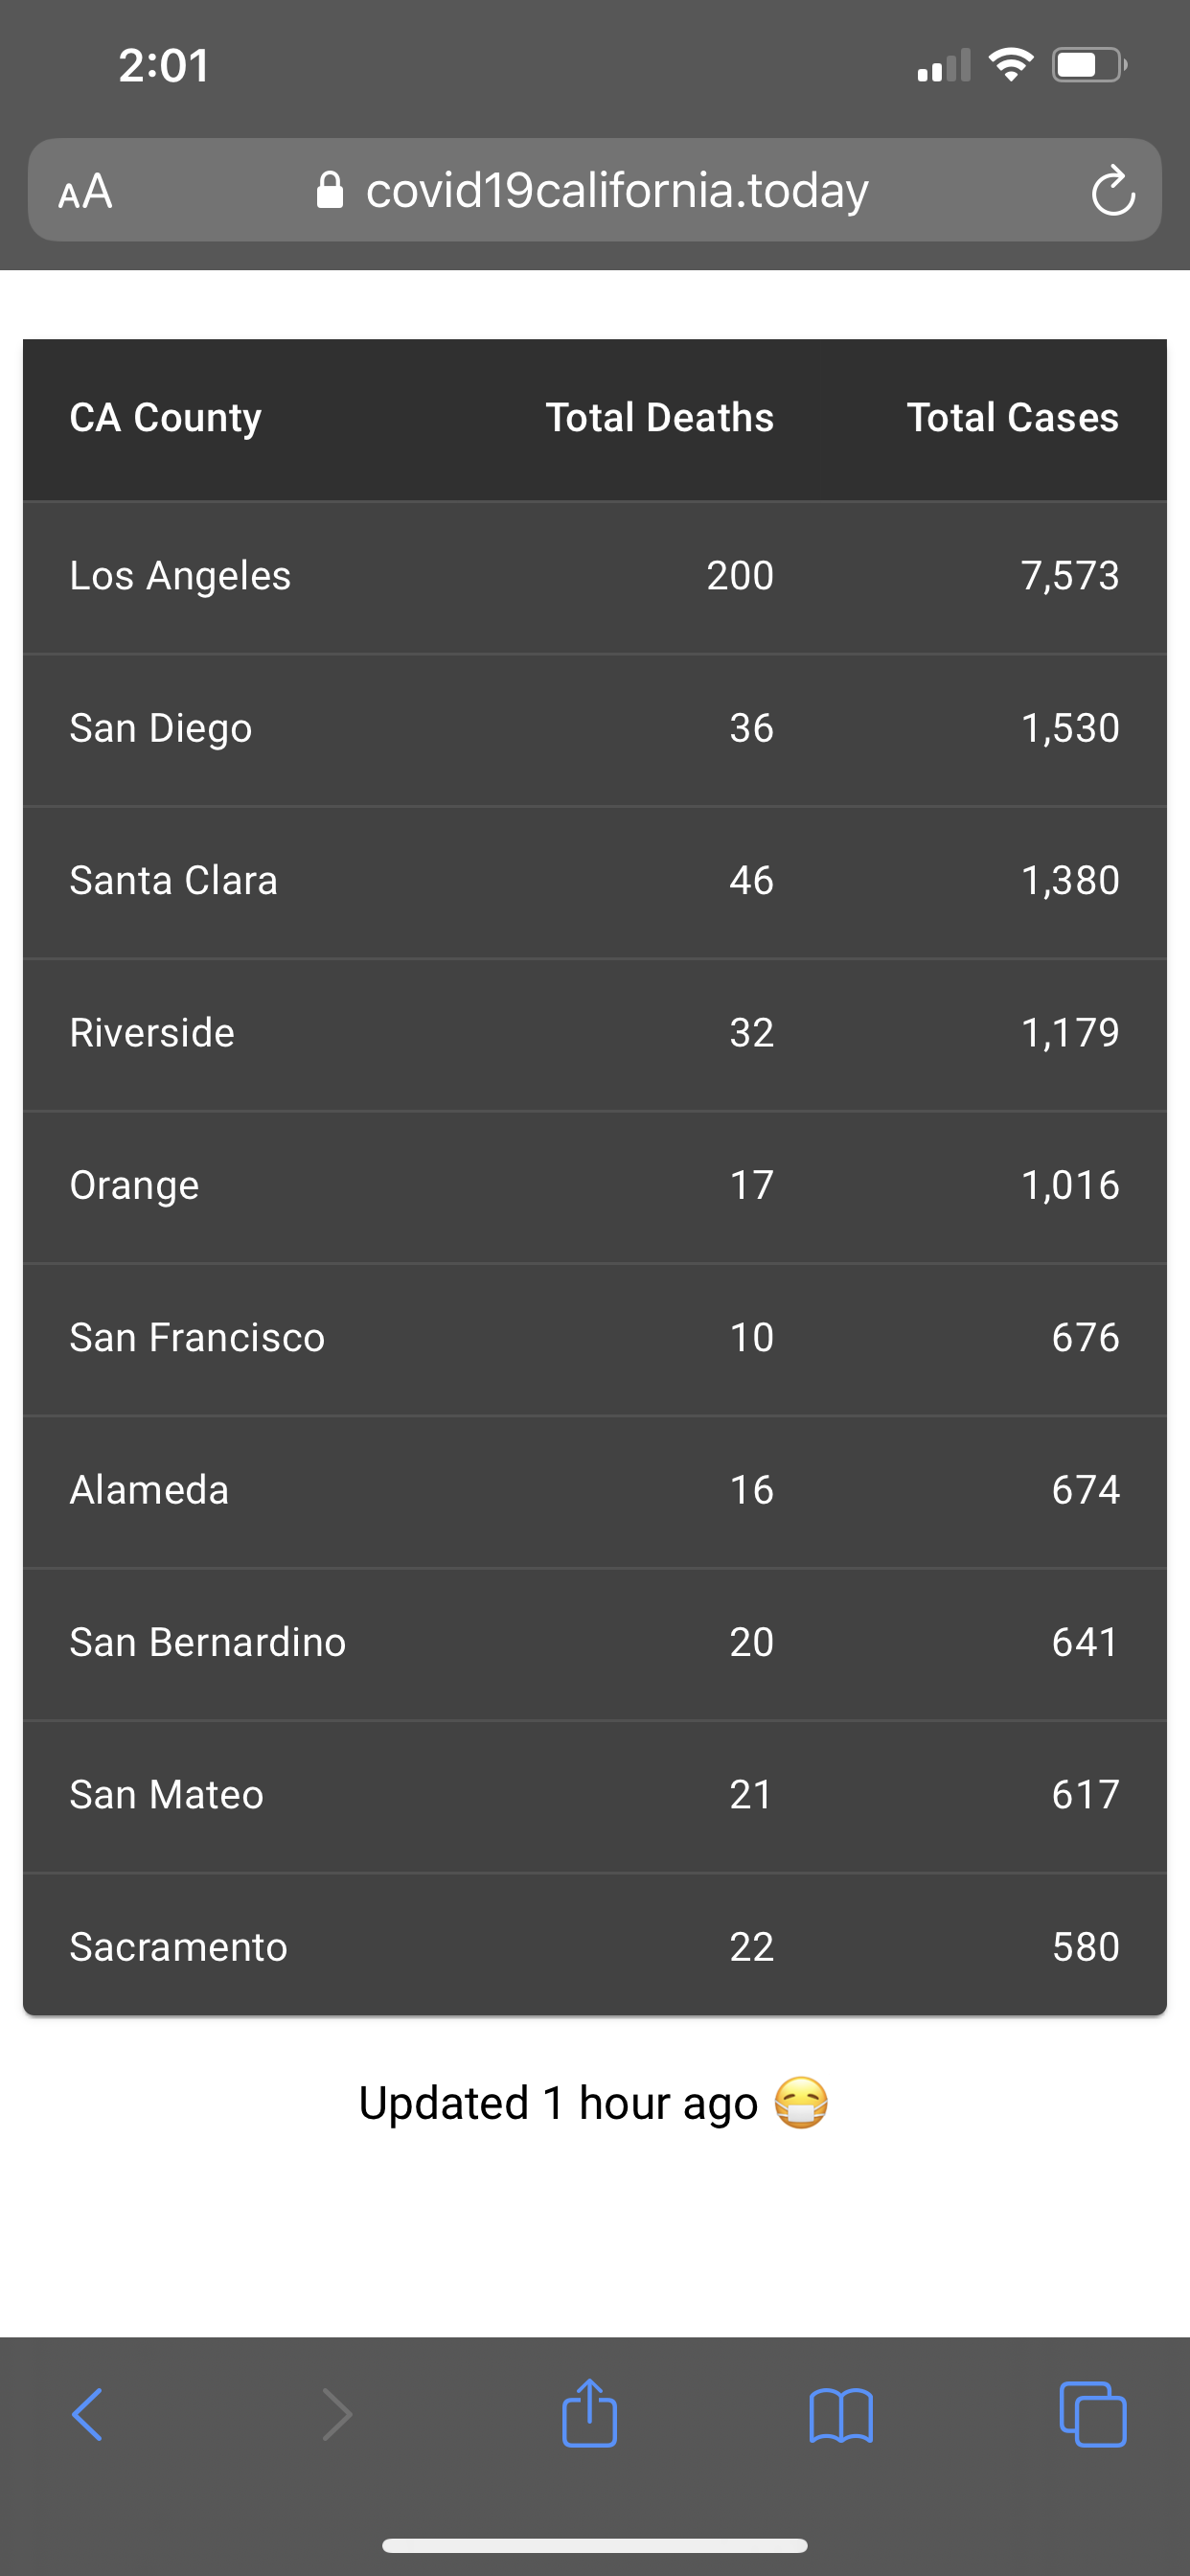 2:01
AA covid19california.today
CA County Total Deaths Total Cases
Los Angeles 200 7,573
San Diego 36 1,530
Santa Clara 46 1,380
Riverside 32 1,179
Orange 17 1,016
San Francisco 10 676
Alameda 16 674
San Bernardino 20 641
San Mateo 21 617
Sacramento 22 580
Updated 1 hour ago 😷